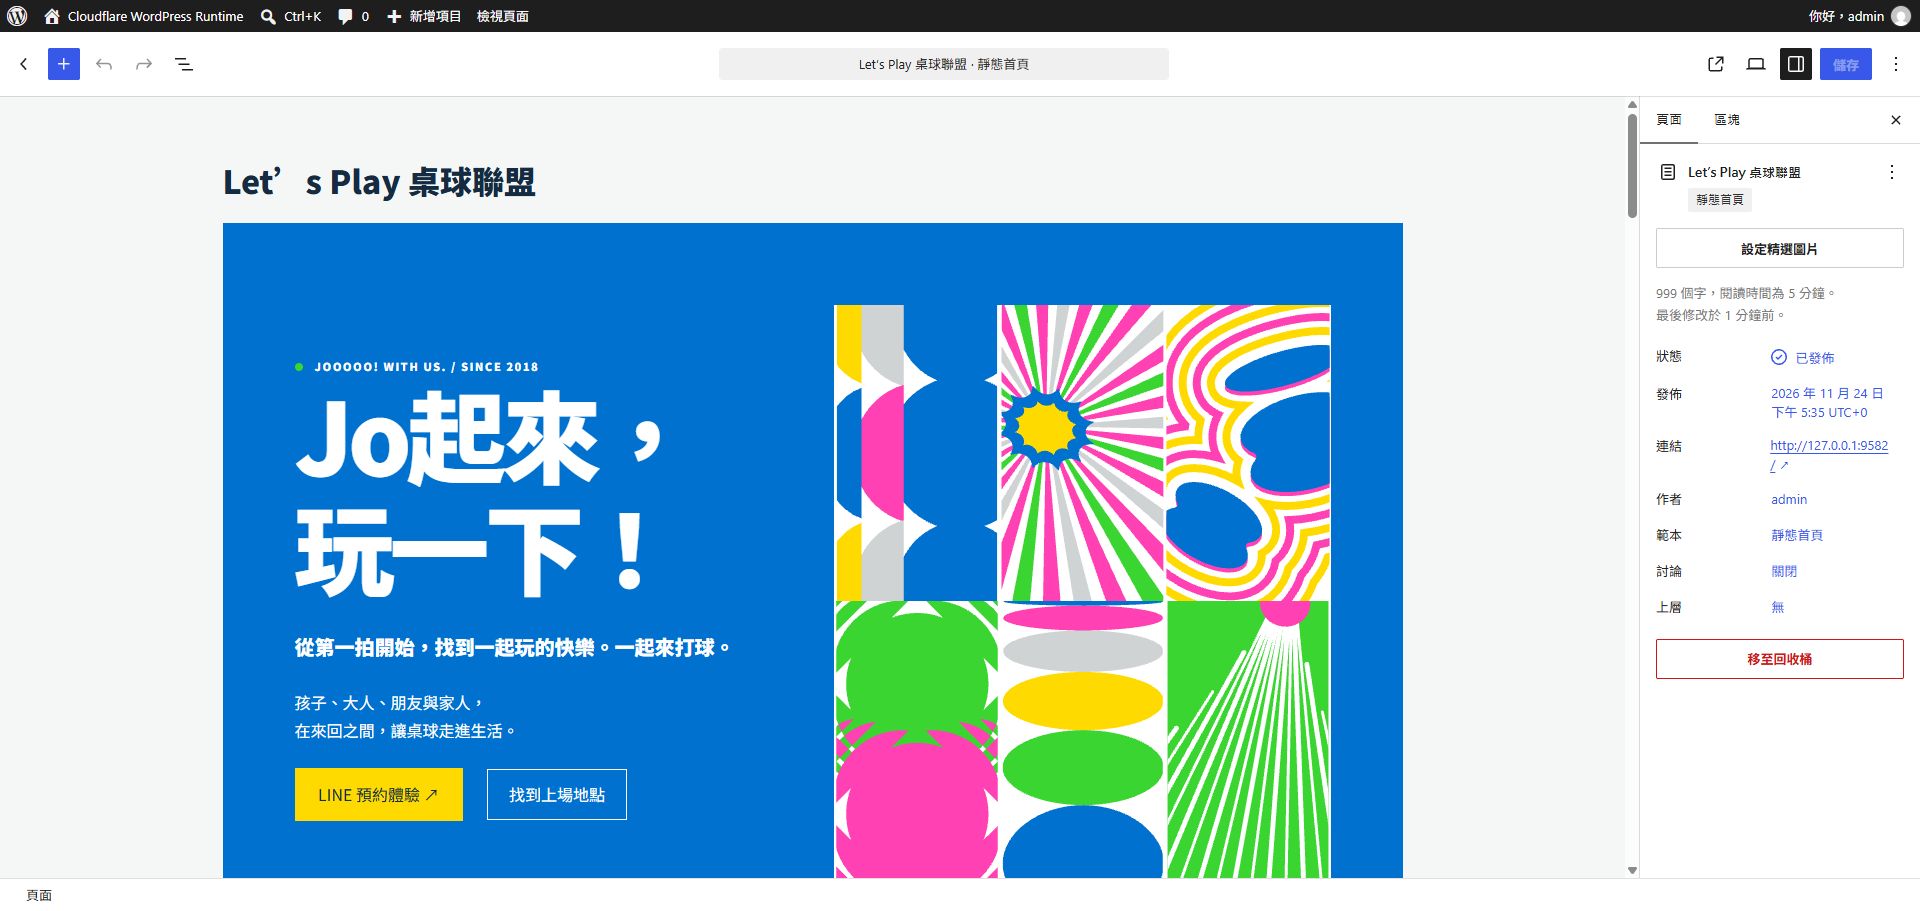 Cloudflare WordPress Runtime
Ctrl+K
0
新增項目
檢視頁面
你好，admin
Let's Play 桌球聯盟 · 靜態首頁
儲存
頁面
區塊
Let's Play 桌球聯盟
靜態首頁
設定精選圖片
999 個字，閱讀時間為 5 分鐘。
最後修改於 1 分鐘前。
狀態
已發佈
發佈
2026 年 11 月 24 日
下午 5:35 UTC+0
連結
http://127.0.0.1:9582
/ ↗
作者
admin
範本
靜態首頁
討論
關閉
上層
無
移至回收桶
Let’s Play 桌球聯盟
JOOOOO! WITH US. / SINCE 2018
Jo起來，
玩一下！
從第一拍開始，找到一起玩的快樂。一起來打球。
孩子、大人、朋友與家人，
在來回之間，讓桌球走進生活。
LINE 預約體驗 ↗
找到上場地點
頁面